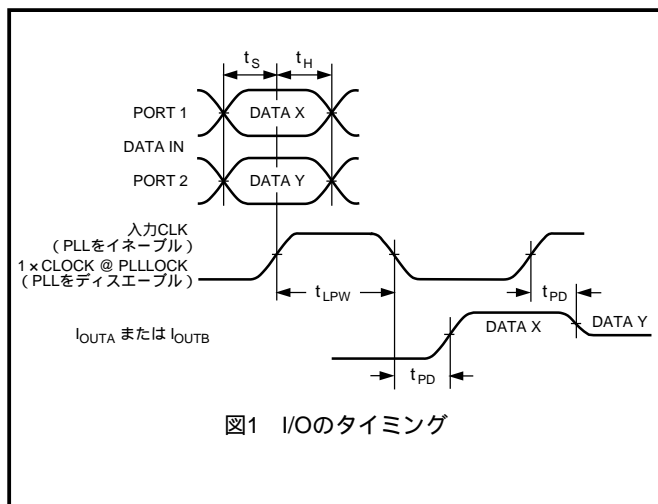 tS tH
PORT 1 DATA X
DATA IN
PORT 2 DATA Y
入力CLK
(PLLをイネーブル)
1×CLOCK @ PLLLOCK
(PLLをディスエーブル)
tLPW
tPD
IOUTA または IOUTB
DATA X DATA Y
tPD
図1 I/Oのタイミング